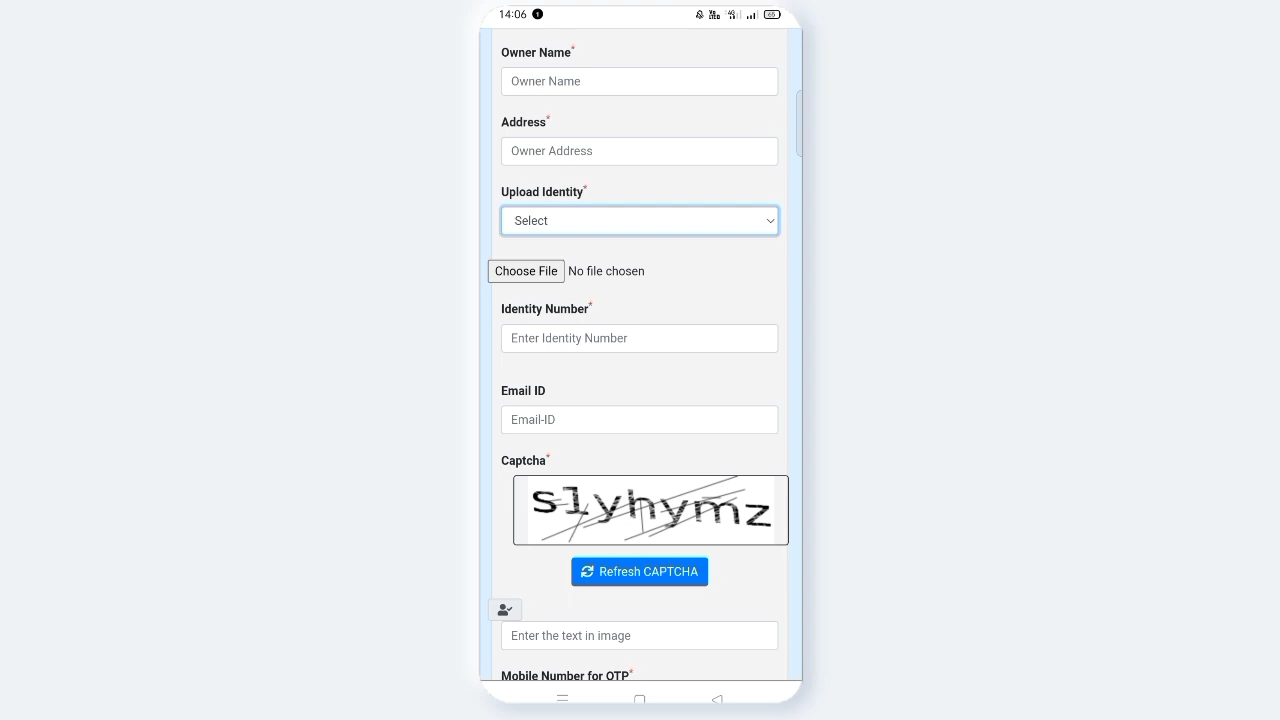 14:06
Owner Name*
Owner Name
Address*
Owner Address
Upload Identity*
Select
Choose File No file chosen
Identity Number*
Enter Identity Number
Email ID
Email-ID
Captcha*
slyhymz
Refresh CAPTCHA
Enter the text in image
Mobile Number for OTP*